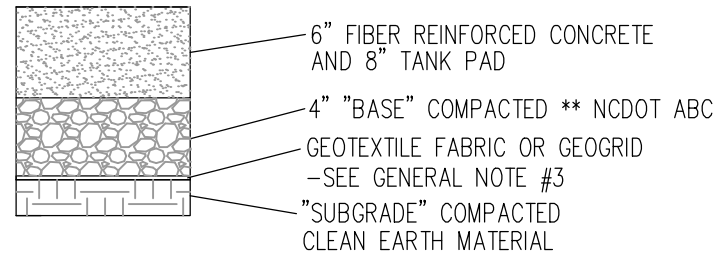 6” FIBER REINFORCED CONCRETE
AND 8” TANK PAD
4” "BASE" COMPACTED ** NCDOT ABC
GEOTEXTILE FABRIC OR GEOGRID
-SEE GENERAL NOTE #3
"SUBGRADE" COMPACTED
CLEAN EARTH MATERIAL